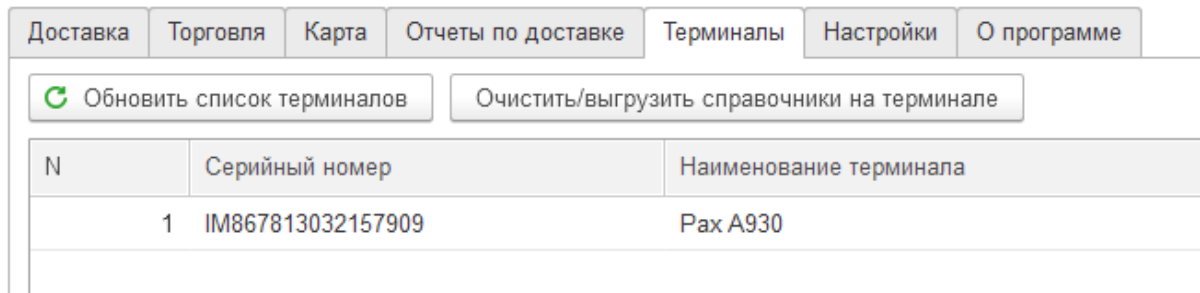 Доставка Торговля Карта Отчеты по доставке Терминалы Настройки О программе
Обновить список терминалов Очистить/выгрузить справочники на терминале
N Серийный номер Наименование терминала
1 IM867813032157909 Pax A930